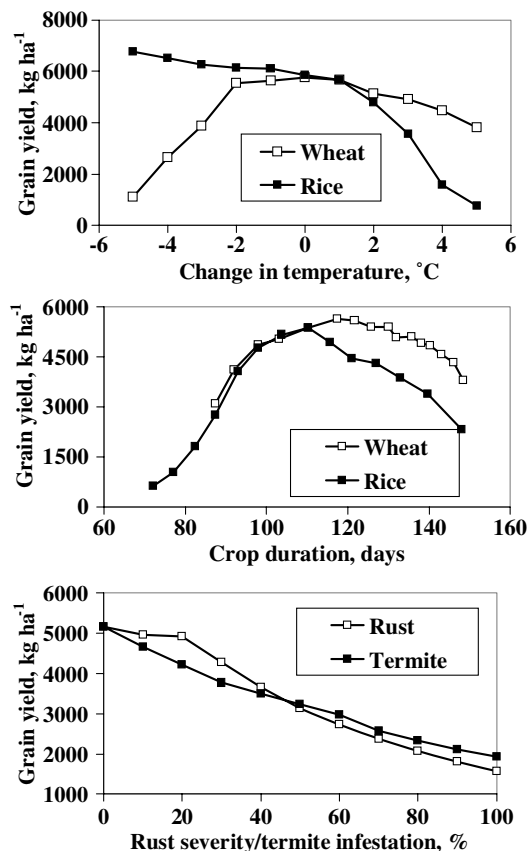 Grain yield, kg ha⁻¹
8000
6000
4000
2000
0
Wheat
Rice
-6 -4 -2 0 2 4 6
Change in temperature, ˚C
Grain yield, kg ha⁻¹
6000
4500
3000
1500
0
Wheat
Rice
60 80 100 120 140 160
Crop duration, days
Grain yield, kg ha⁻¹
6000
5000
4000
3000
2000
1000
Rust
Termite
0 20 40 60 80 100
Rust severity/termite infestation, %